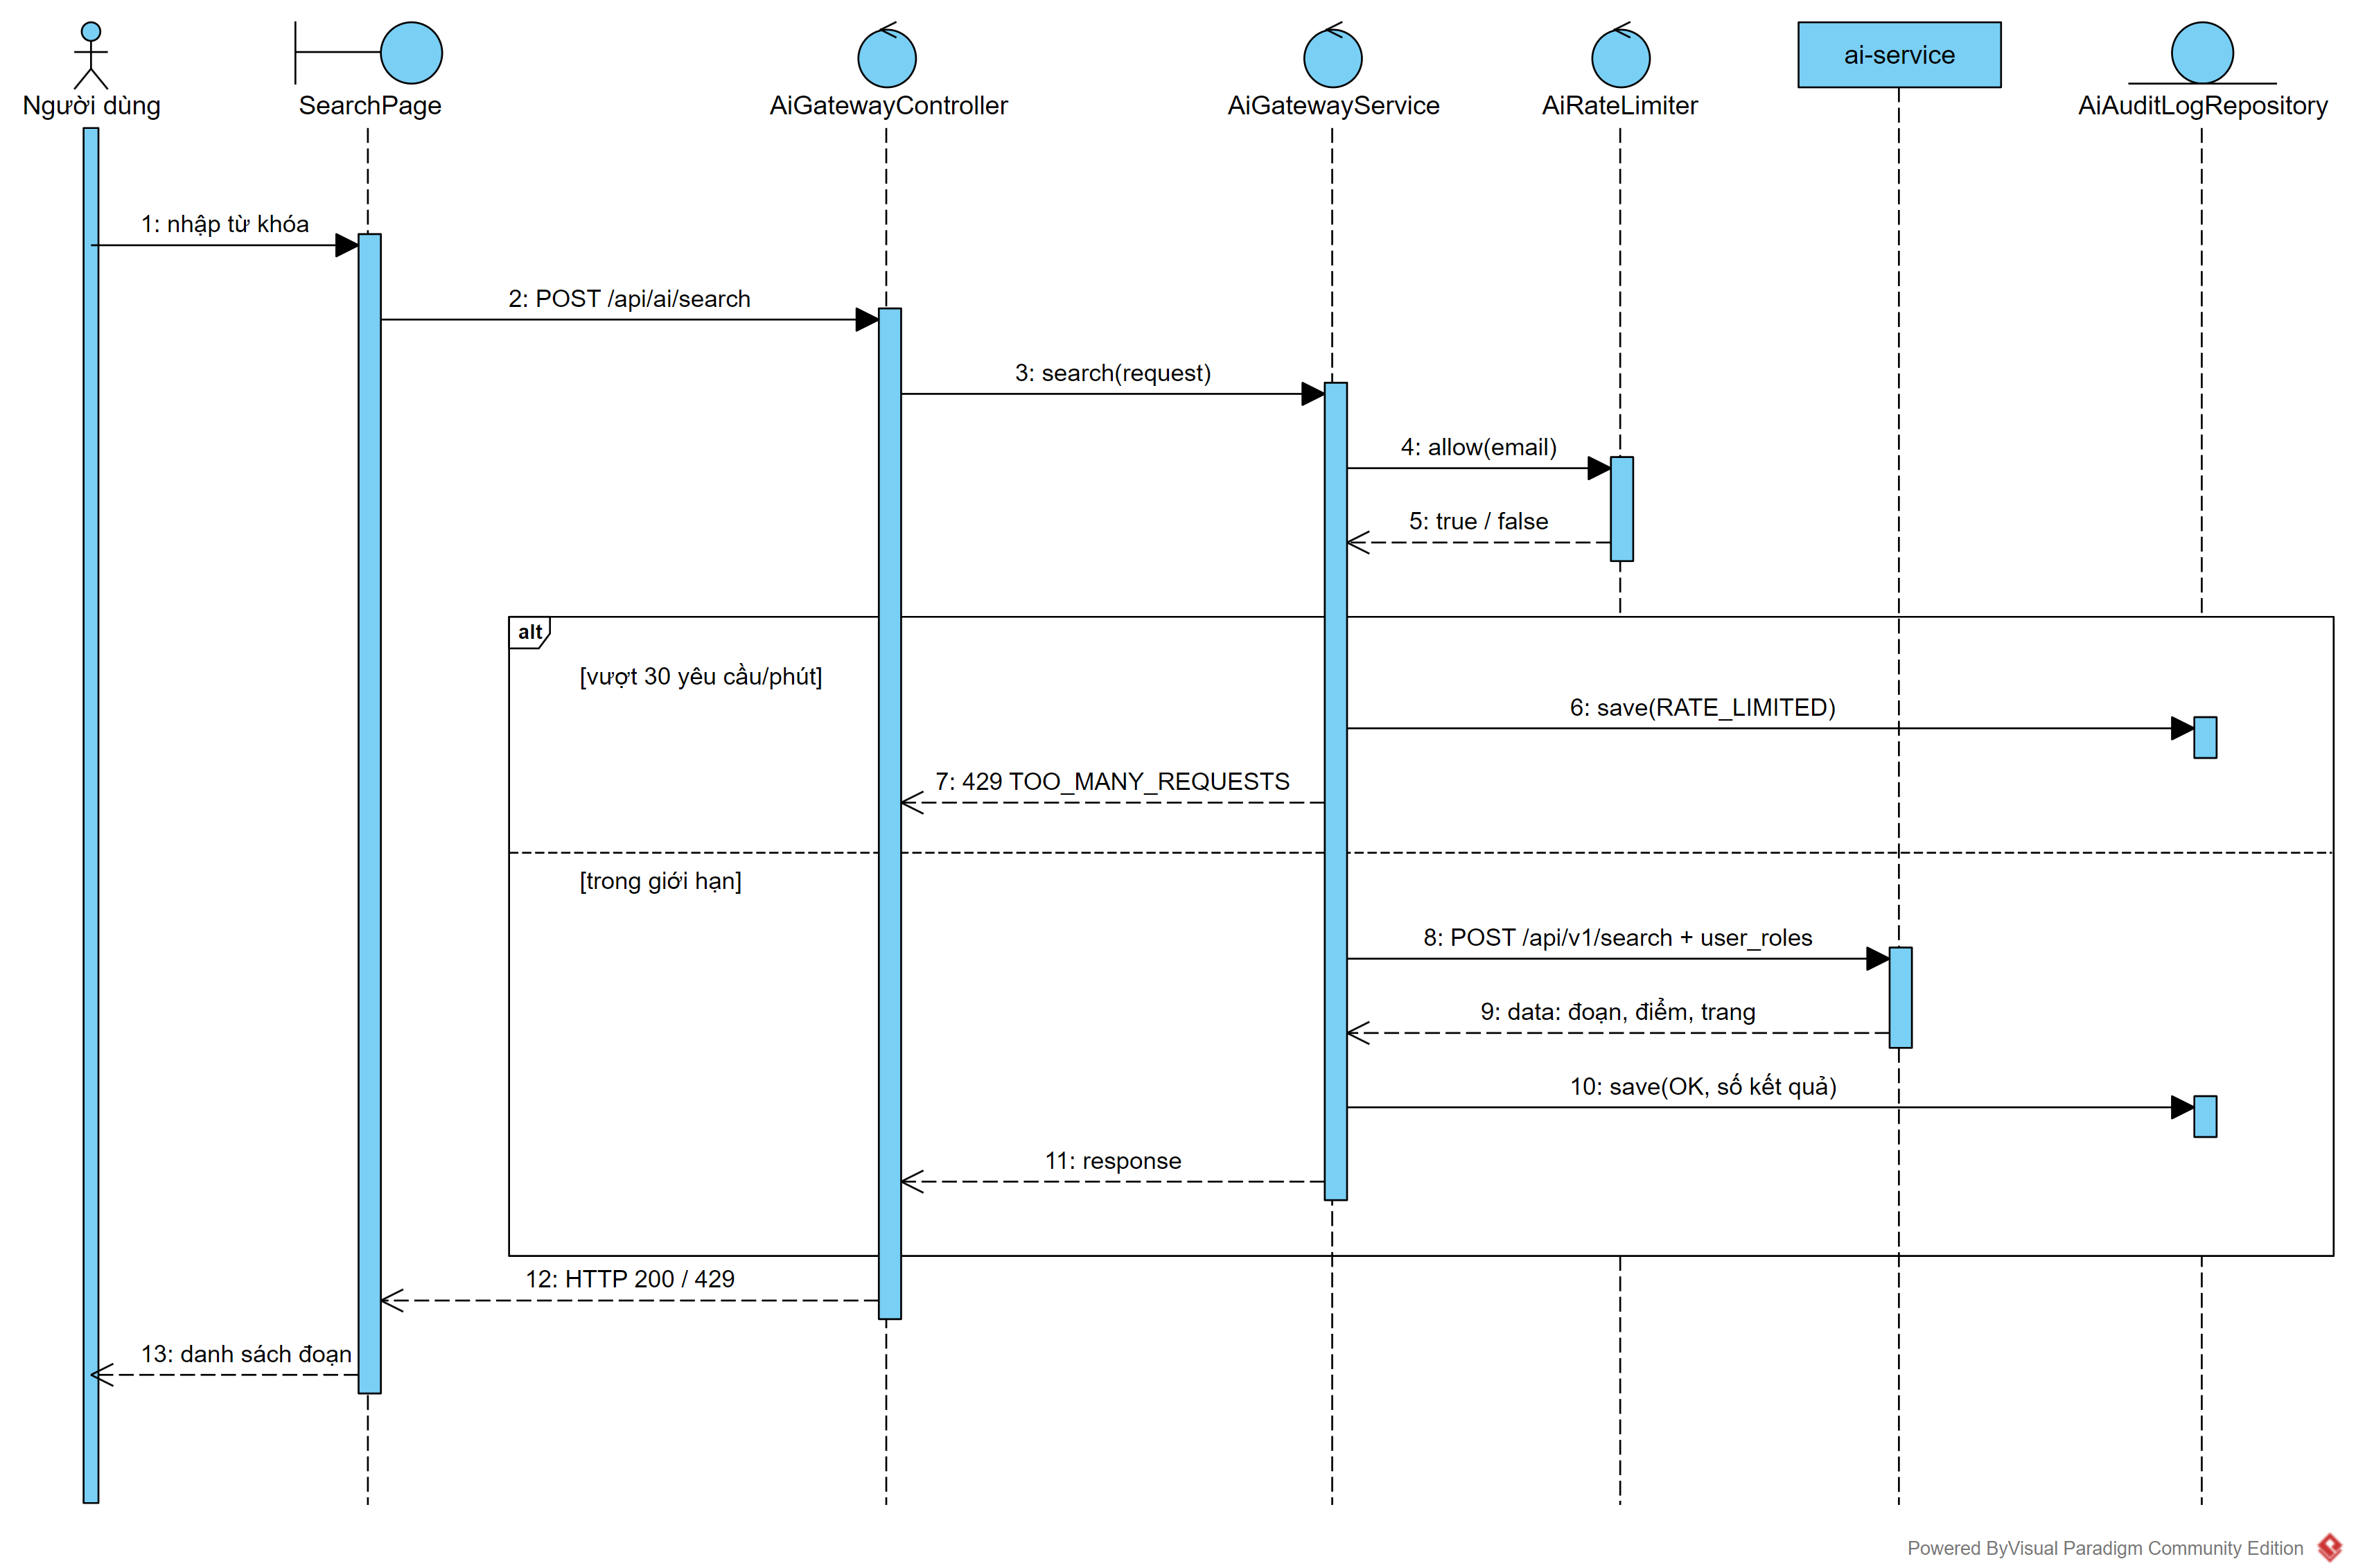 Người dùng
SearchPage
AiGatewayController
AiGatewayService
AiRateLimiter
ai-service
AiAuditLogRepository
1: nhập từ khóa
2: POST /api/ai/search
3: search(request)
4: allow(email)
5: true / false
alt
[vượt 30 yêu cầu/phút]
6: save(RATE_LIMITED)
7: 429 TOO_MANY_REQUESTS
[trong giới hạn]
8: POST /api/v1/search + user_roles
9: data: đoạn, điểm, trang
10: save(OK, số kết quả)
11: response
12: HTTP 200 / 429
13: danh sách đoạn
Powered ByVisual Paradigm Community Edition